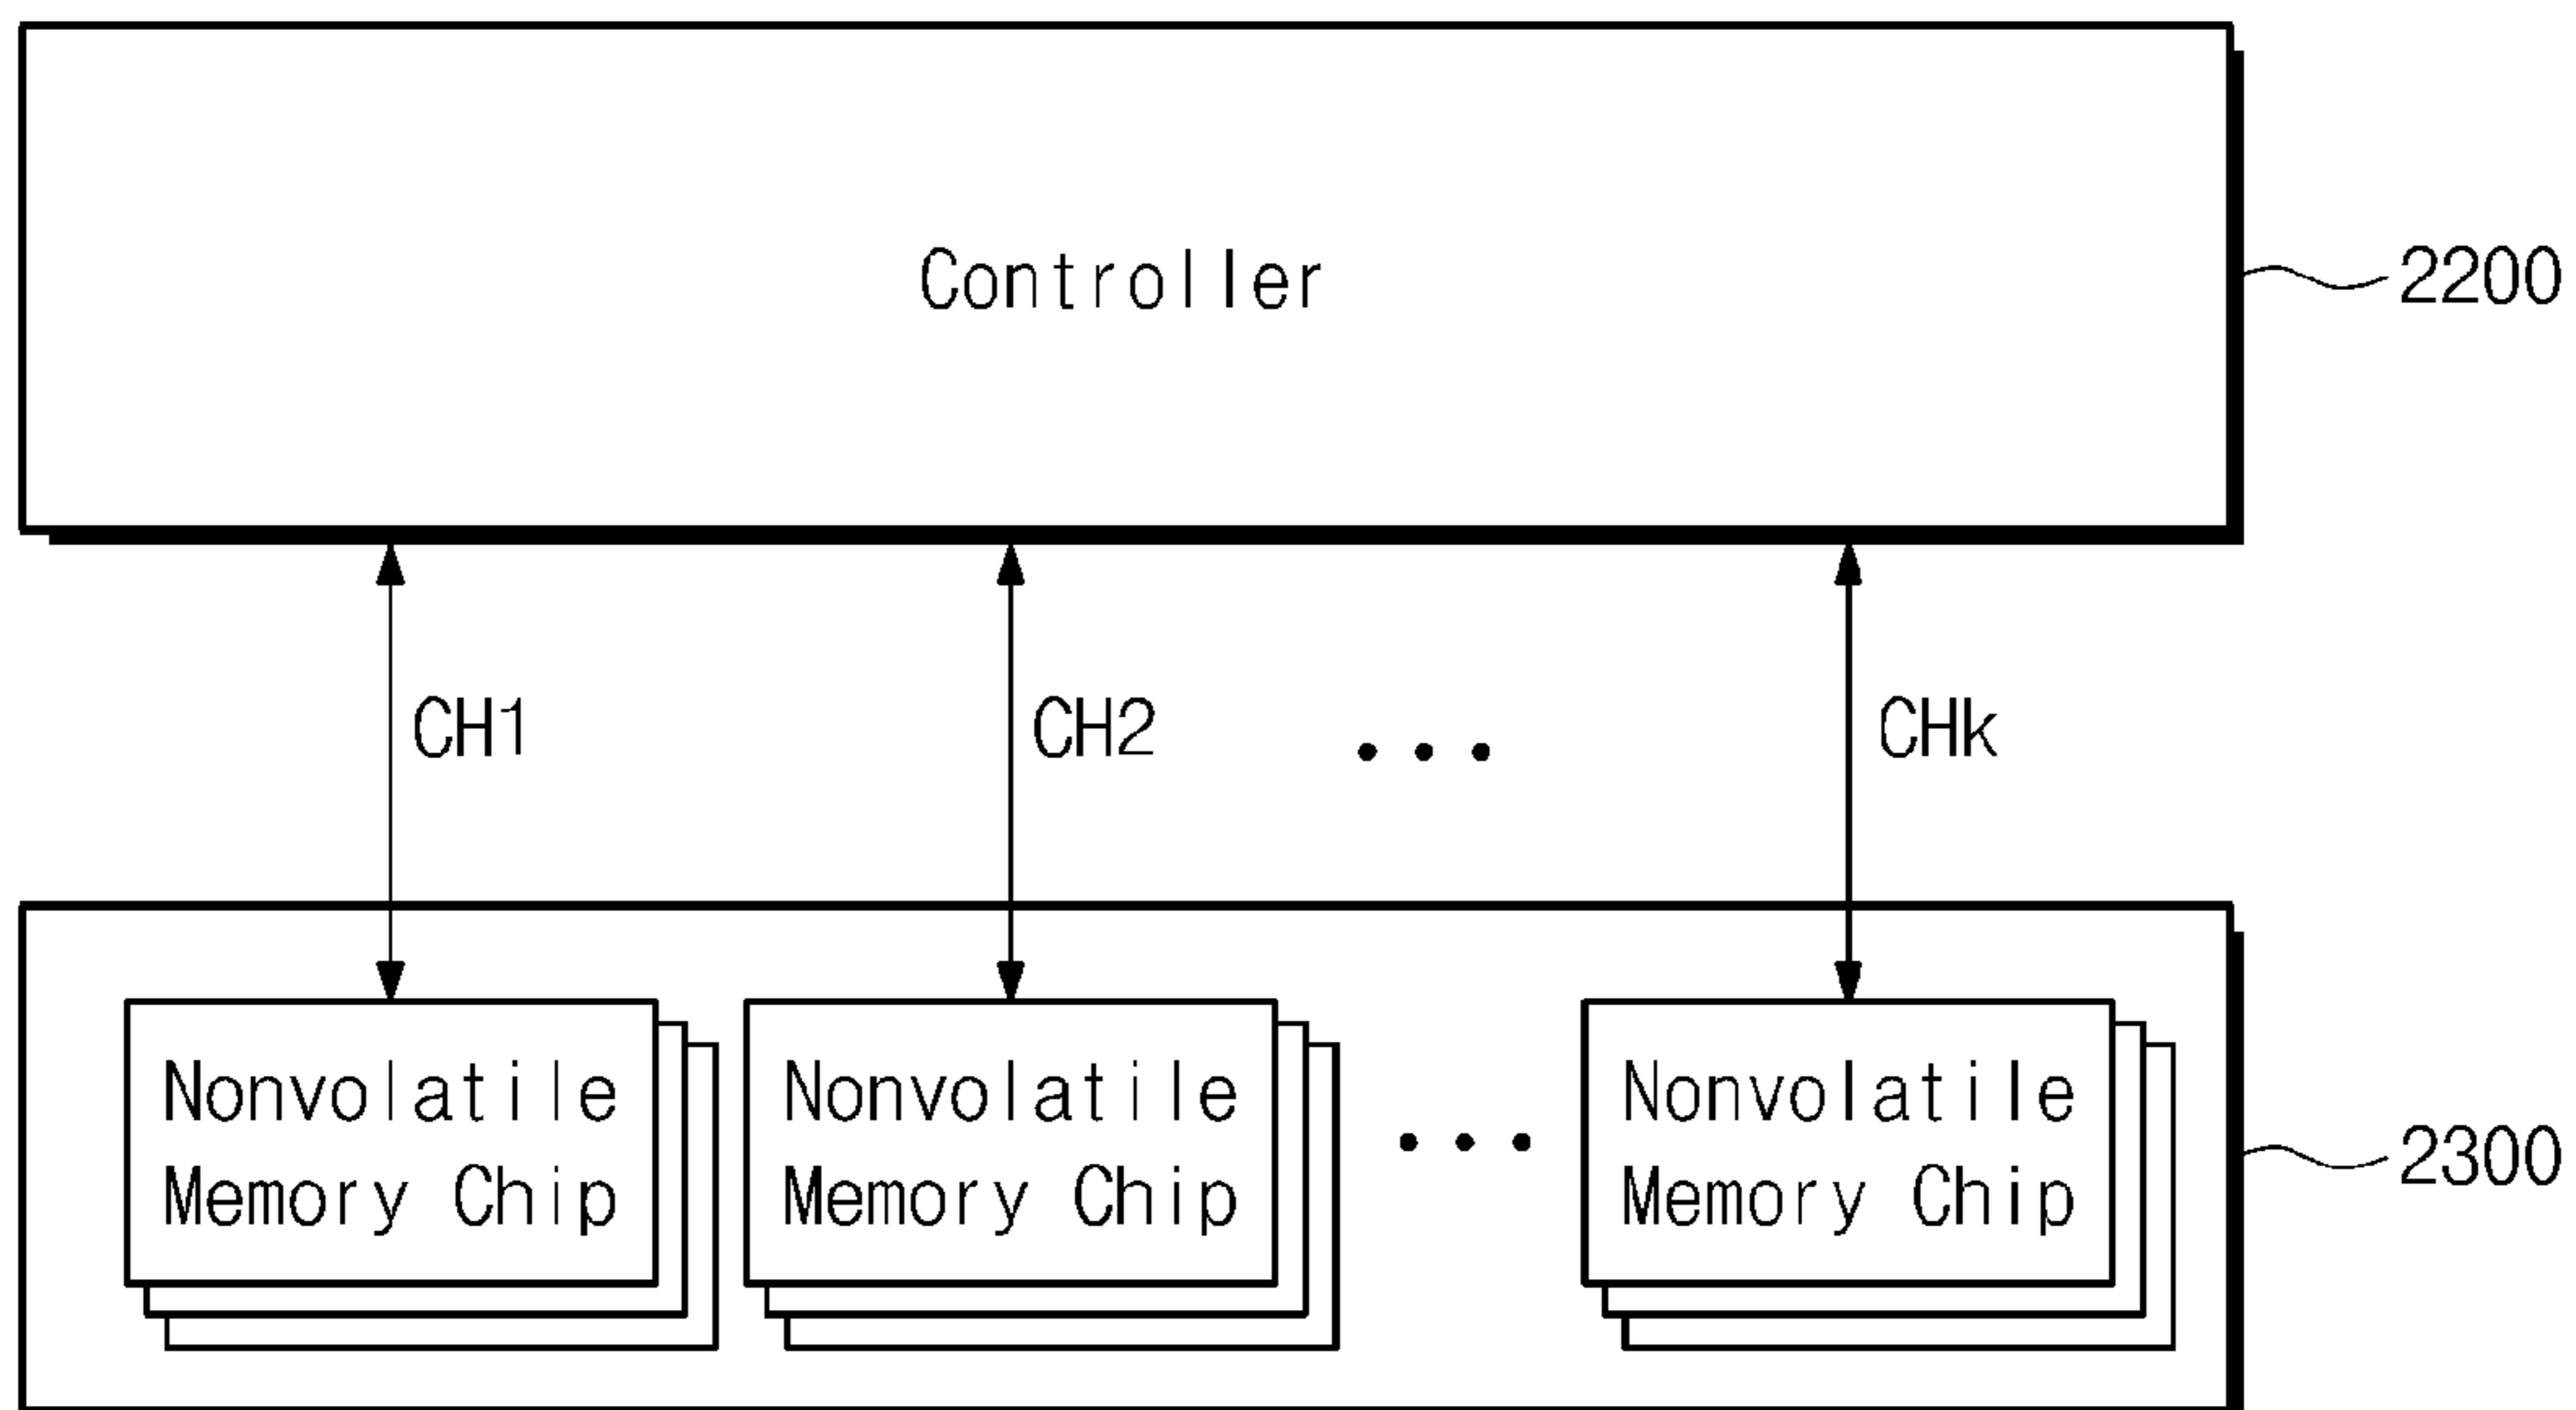 Controller
2200
CH1
CH2
...
CHk
Nonvolatile
Memory Chip
Nonvolatile
Memory Chip
...
Nonvolatile
Memory Chip
2300